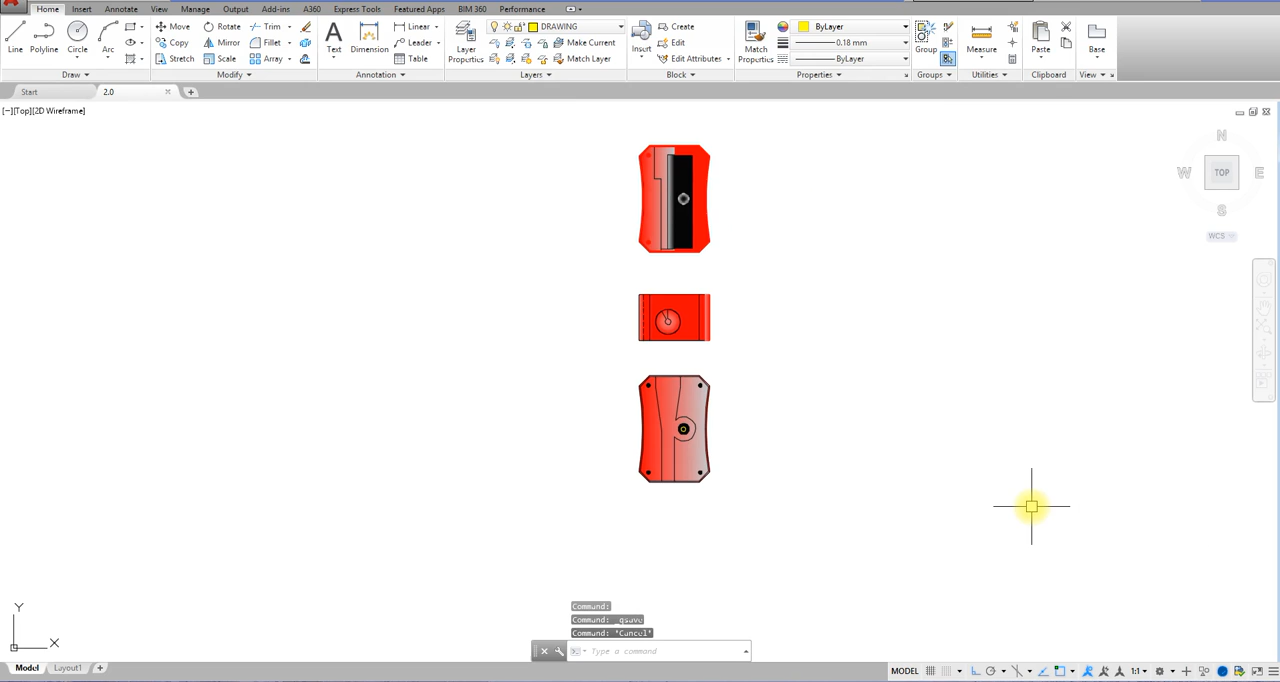 Home Insert Annotate View Manage Output Add-ins A360 Express Tools Featured Apps BIM 360 Performance
Line Polyline Circle Arc
Move Rotate Trim
Copy Mirror Fillet
Stretch Scale Array
Text Dimension
Linear
Leader
Table
Layer
Properties
DRAWING
Make Current
Match Layer
Insert
Create
Edit
Edit Attributes
Match
Properties
ByLayer
0.18 mm
ByLayer
Group
Measure
Paste
Base
Draw Modify Annotation Layers Block Properties Groups Utilities Clipboard View
Start 2.0
[−][Top][2D Wireframe]
N
W TOP E
S
WCS
Command:
Command: _qsave
Command: *Cancel*
Type a command
Y
X
Model Layout1
MODEL 1:1